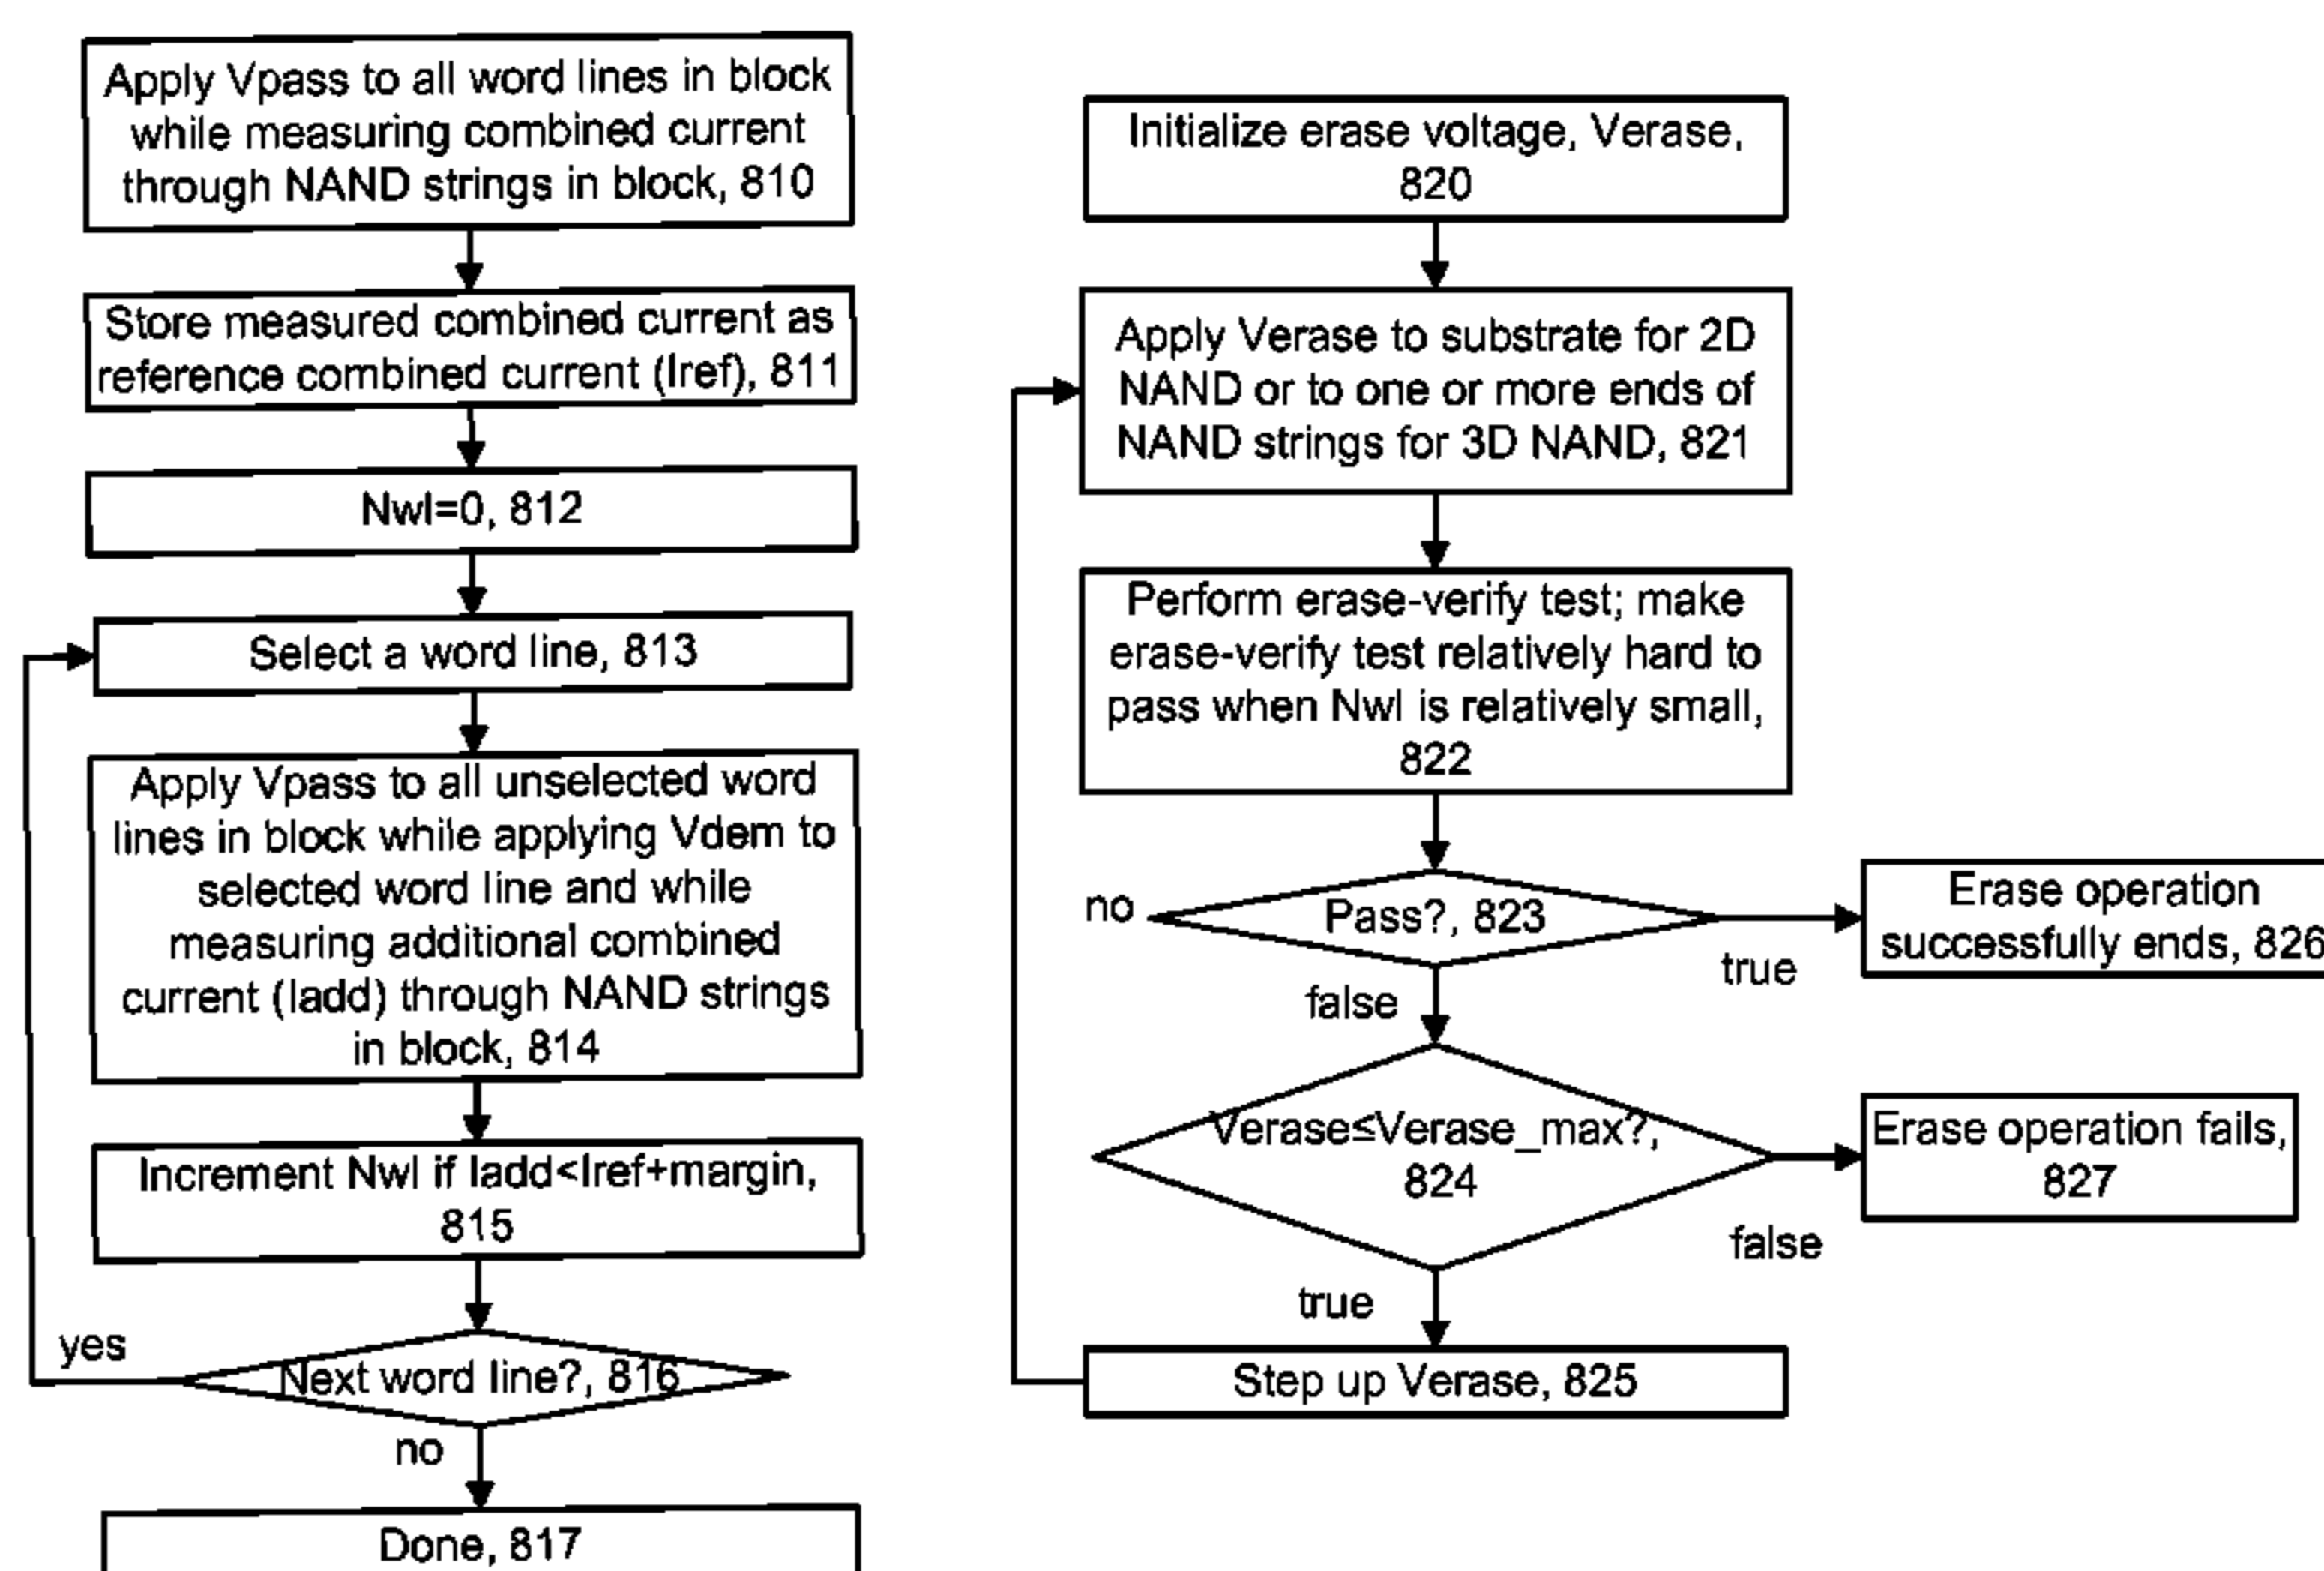 Apply Vpass to all word lines in block
while measuring combined current
through NAND strings in block, 810
Store measured combined current as
reference combined current (Iref), 811
Nwl=0, 812
Select a word line, 813
Apply Vpass to all unselected word
lines in block while applying Vdem to
selected word line and while
measuring additional combined
current (Iadd) through NAND strings
in block, 814
Increment Nwl if Iadd<Iref+margin,
815
yes
Next word line?, 816
no
Done, 817
Initialize erase voltage, Verase,
820
Apply Verase to substrate for 2D
NAND or to one or more ends of
NAND strings for 3D NAND, 821
Perform erase-verify test; make
erase-verify test relatively hard to
pass when Nwl is relatively small,
822
no
Pass?, 823
true
false
Erase operation
successfully ends, 826
Verase≤Verase_max?,
824
false
true
Erase operation fails,
827
Step up Verase, 825